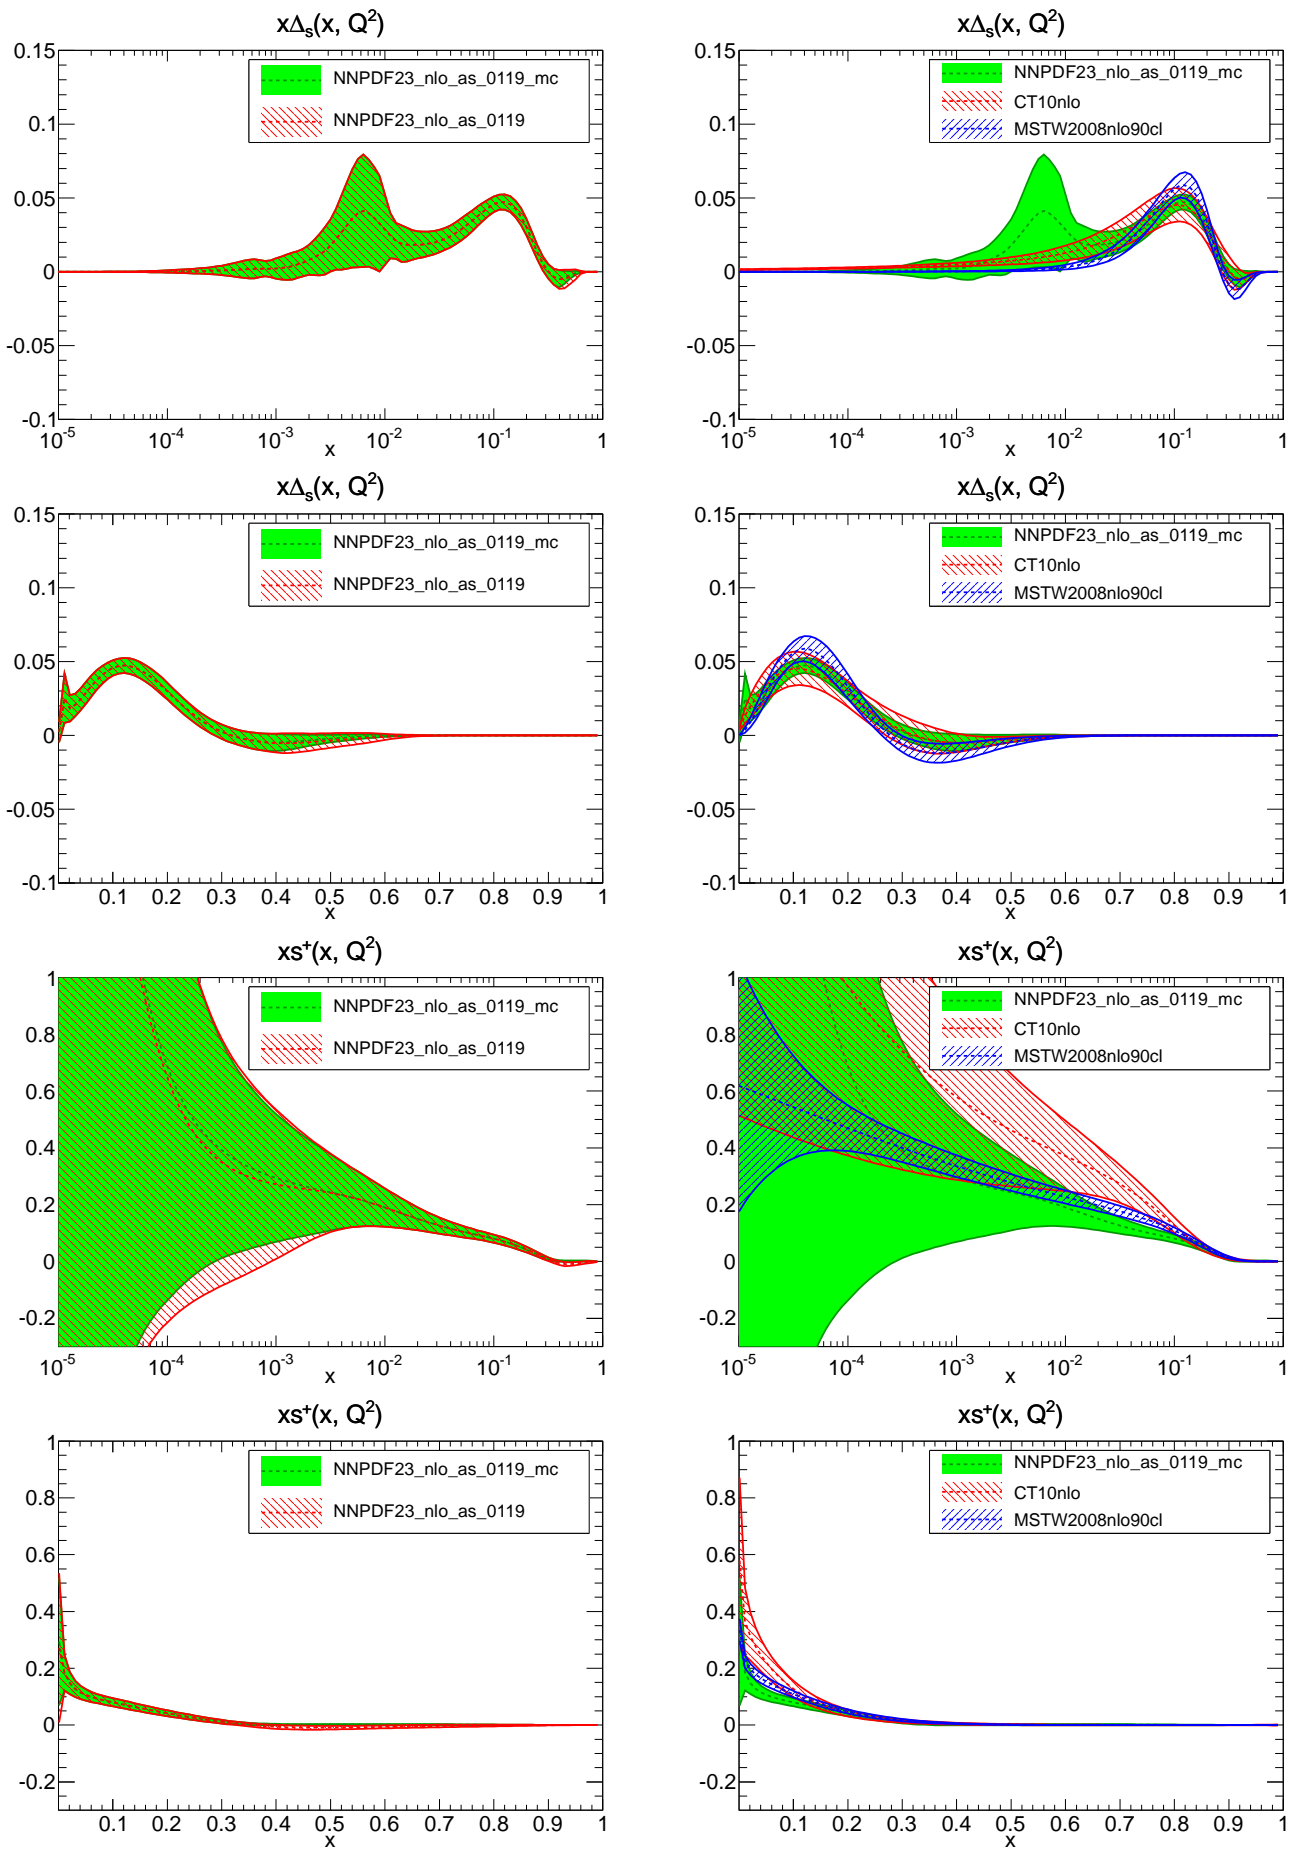 xΔs(x, Q²)
0.15
0.1
0.05
0
-0.05
-0.1
NNPDF23_nlo_as_0119_mc
NNPDF23_nlo_as_0119
10⁻⁵ 10⁻⁴ 10⁻³ 10⁻² 10⁻¹ 1
x
xΔs(x, Q²)
0.15
0.1
0.05
0
-0.05
-0.1
NNPDF23_nlo_as_0119_mc
CT10nlo
MSTW2008nlo90cl
10⁻⁵ 10⁻⁴ 10⁻³ 10⁻² 10⁻¹ 1
x
xΔs(x, Q²)
0.15
0.1
0.05
0
-0.05
-0.1
NNPDF23_nlo_as_0119_mc
NNPDF23_nlo_as_0119
0.1 0.2 0.3 0.4 0.5 0.6 0.7 0.8 0.9 1
x
xΔs(x, Q²)
0.15
0.1
0.05
0
-0.05
-0.1
NNPDF23_nlo_as_0119_mc
CT10nlo
MSTW2008nlo90cl
0.1 0.2 0.3 0.4 0.5 0.6 0.7 0.8 0.9 1
x
xs⁺(x, Q²)
1
0.8
0.6
0.4
0.2
0
-0.2
NNPDF23_nlo_as_0119_mc
NNPDF23_nlo_as_0119
10⁻⁵ 10⁻⁴ 10⁻³ 10⁻² 10⁻¹ 1
x
xs⁺(x, Q²)
1
0.8
0.6
0.4
0.2
0
-0.2
NNPDF23_nlo_as_0119_mc
CT10nlo
MSTW2008nlo90cl
10⁻⁵ 10⁻⁴ 10⁻³ 10⁻² 10⁻¹ 1
x
xs⁺(x, Q²)
1
0.8
0.6
0.4
0.2
0
-0.2
NNPDF23_nlo_as_0119_mc
NNPDF23_nlo_as_0119
0.1 0.2 0.3 0.4 0.5 0.6 0.7 0.8 0.9 1
x
xs⁺(x, Q²)
1
0.8
0.6
0.4
0.2
0
-0.2
NNPDF23_nlo_as_0119_mc
CT10nlo
MSTW2008nlo90cl
0.1 0.2 0.3 0.4 0.5 0.6 0.7 0.8 0.9 1
x